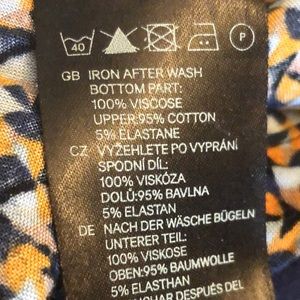 40 P
GB IRON AFTER WASH
BOTTOM PART:
100% VISCOSE
UPPER:95% COTTON
5% ELASTANE
CZ VYŽEHLETE PO VYPRÁNÍ
SPODNÍ DÍL:
100% VISKÓZA
DOLŮ:95% BAVLNA
5% ELASTAN
DE NACH DER WÄSCHE BÜGELN
UNTERER TEIL:
100% VISKOSE
OBEN:95% BAUMWOLLE
5% ELASTHAN
DESPUÉS DEL